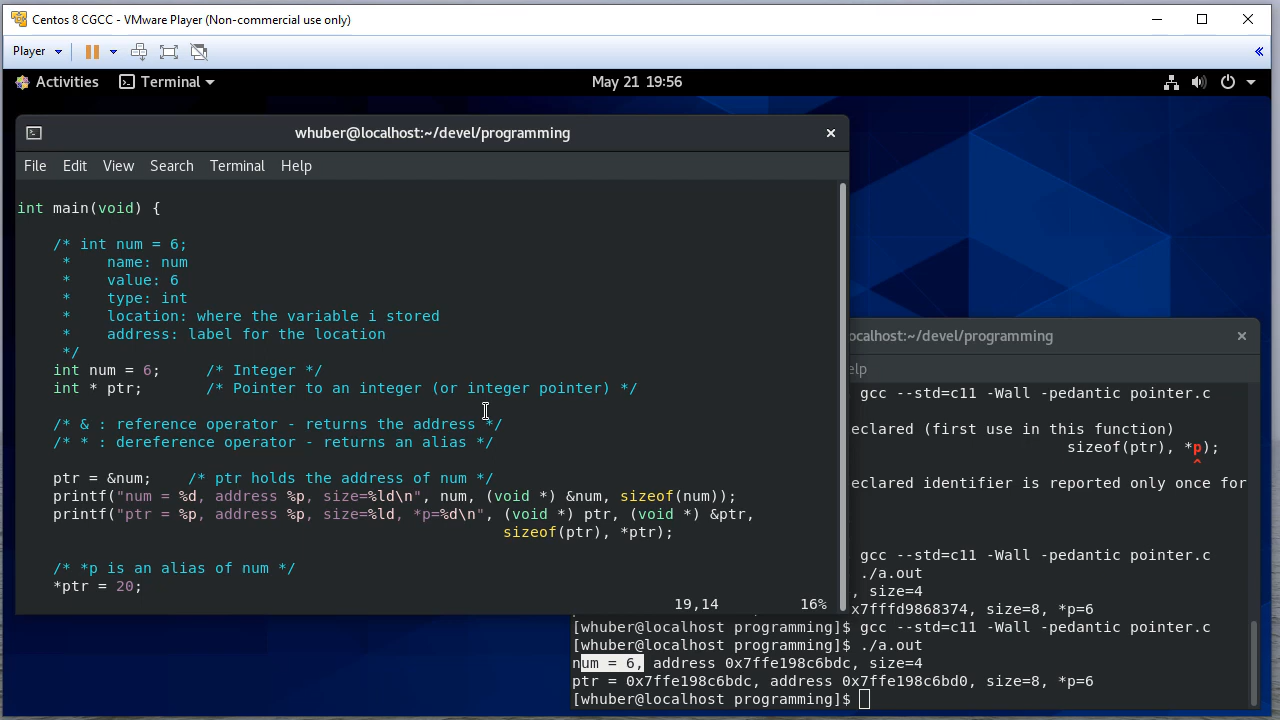 Centos 8 CGCC - VMware Player (Non-commercial use only)
Player
Activities Terminal May 21 19:56
whuber@localhost:~/devel/programming
File Edit View Search Terminal Help
int main(void) {
/* int num = 6;
* name: num
* value: 6
* type: int
* location: where the variable i stored
* address: label for the location
*/
int num = 6; /* Integer */
int * ptr; /* Pointer to an integer (or integer pointer) */
/* & : reference operator - returns the address */
/* * : dereference operator - returns an alias */
ptr = &num; /* ptr holds the address of num */
printf("num = %d, address %p, size=%ld\n", num, (void *) &num, sizeof(num));
printf("ptr = %p, address %p, size=%ld, *p=%d\n", (void *) ptr, (void *) &ptr,
sizeof(ptr), *ptr);
/* *p is an alias of num */
*ptr = 20;
19,14 16%
ocalhost:~/devel/programming
elp
gcc --std=c11 -Wall -pedantic pointer.c
eclared (first use in this function)
sizeof(ptr), *p);
^
eclared identifier is reported only once for
gcc --std=c11 -Wall -pedantic pointer.c
./a.out
, size=4
x7fffd9868374, size=8, *p=6
[whuber@localhost programming]$ gcc --std=c11 -Wall -pedantic pointer.c
[whuber@localhost programming]$ ./a.out
num = 6, address 0x7ffe198c6bdc, size=4
ptr = 0x7ffe198c6bdc, address 0x7ffe198c6bd0, size=8, *p=6
[whuber@localhost programming]$